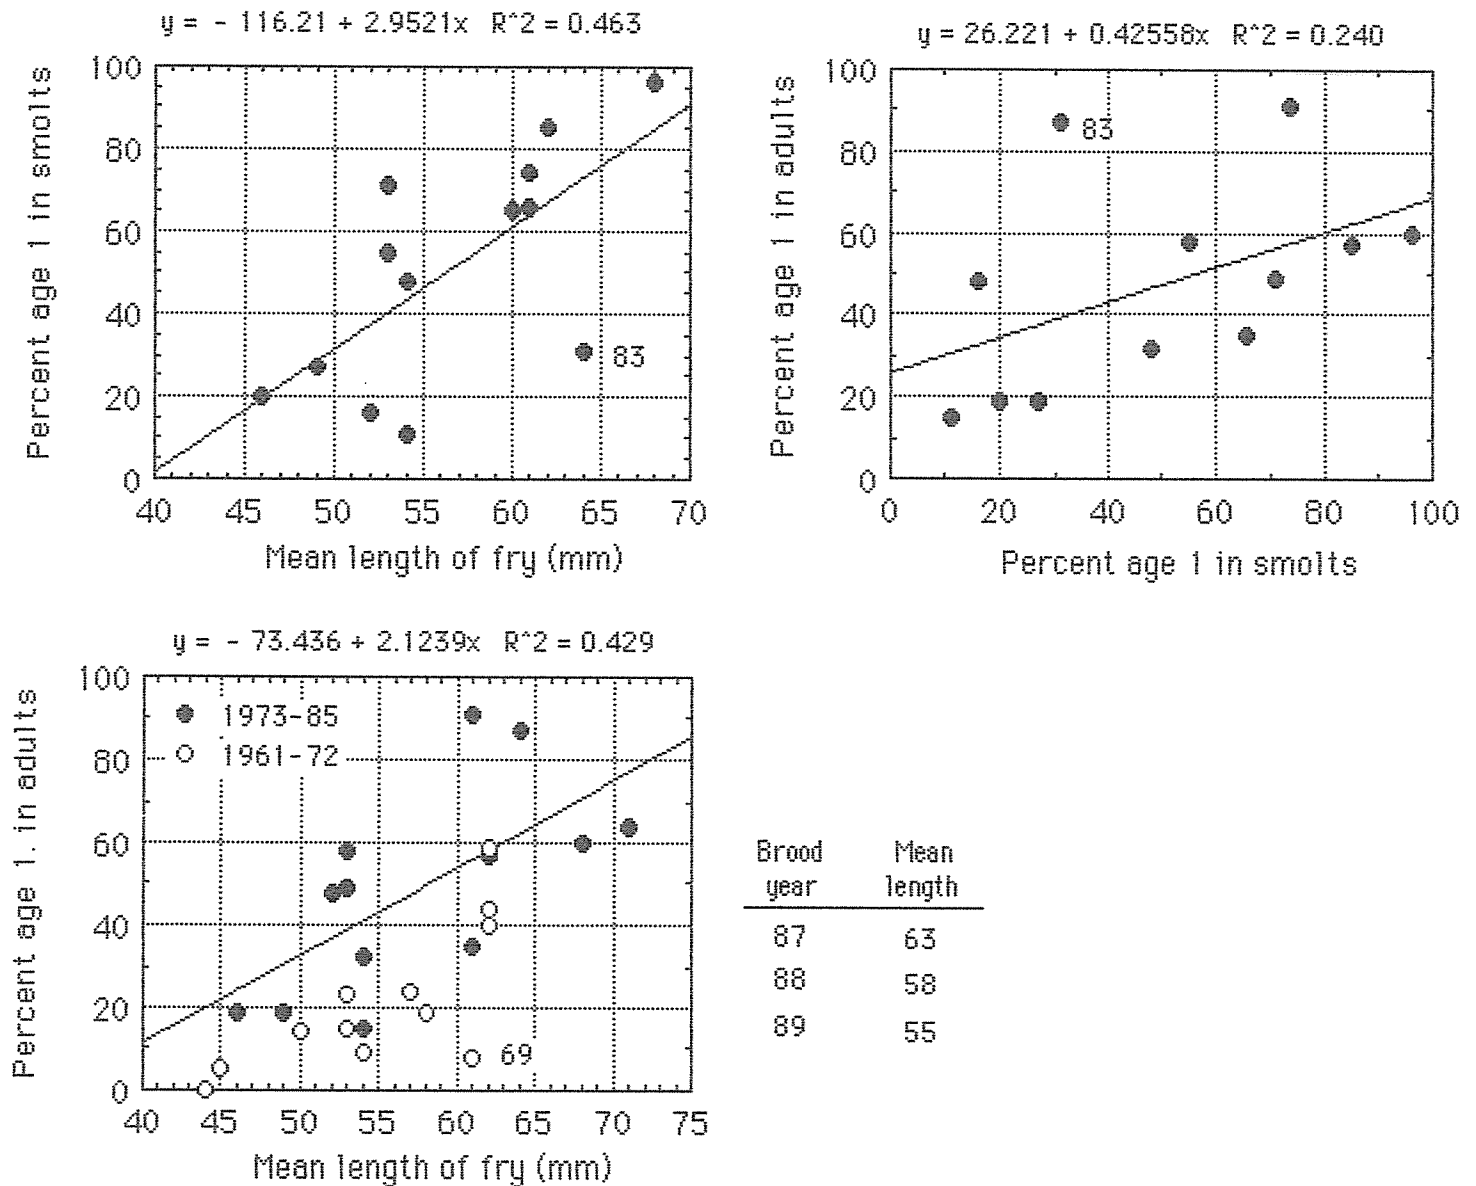 y = - 116.21 + 2.9521x R^2 = 0.463
Percent age 1 in smolts
100
80
60
40
20
0
83
40 45 50 55 60 65 70
Mean length of fry (mm)
y = 26.221 + 0.42558x R^2 = 0.240
Percent age 1 in adults
100
80
60
40
20
0
83
0 20 40 60 80 100
Percent age 1 in smolts
y = - 73.436 + 2.1239x R^2 = 0.429
Percent age 1. in adults
100
80
60
40
20
0
1973-85
1961-72
69
40 45 50 55 60 65 70 75
Mean length of fry (mm)
Brood Mean
year length
87 63
88 58
89 55